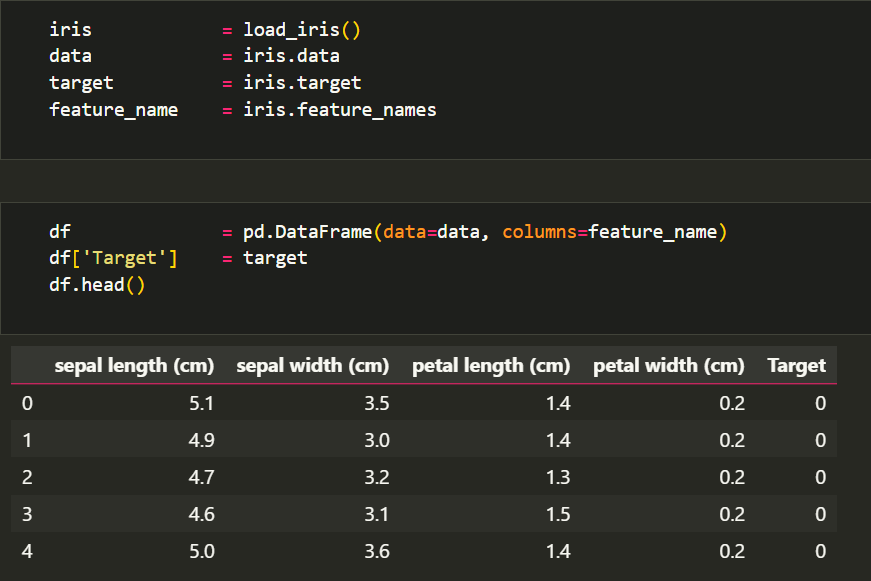 iris = load_iris()
data = iris.data
target = iris.target
feature_name = iris.feature_names
df = pd.DataFrame(data=data, columns=feature_name)
df['Target'] = target
df.head()
sepal length (cm) sepal width (cm) petal length (cm) petal width (cm) Target
0 5.1 3.5 1.4 0.2 0
1 4.9 3.0 1.4 0.2 0
2 4.7 3.2 1.3 0.2 0
3 4.6 3.1 1.5 0.2 0
4 5.0 3.6 1.4 0.2 0